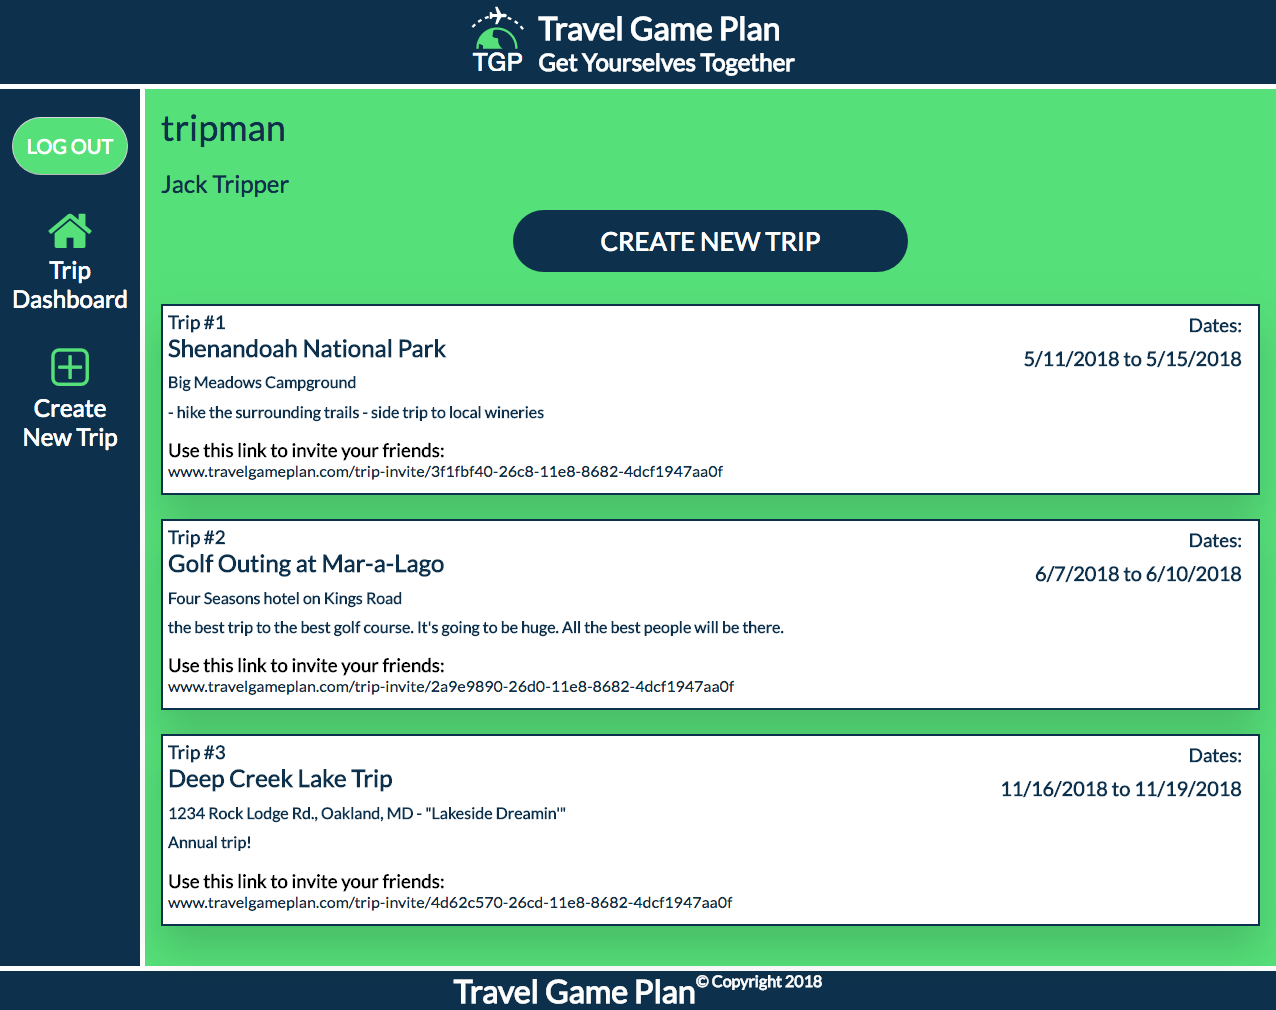 TGP
Travel Game Plan
Get Yourselves Together
LOG OUT
Trip
Dashboard
Create
New Trip
tripman
Jack Tripper
CREATE NEW TRIP
Trip #1
Dates:
Shenandoah National Park
5/11/2018 to 5/15/2018
Big Meadows Campground
- hike the surrounding trails - side trip to local wineries
Use this link to invite your friends:
www.travelgameplan.com/trip-invite/3f1fbf40-26c8-11e8-8682-4dcf1947aa0f
Trip #2
Dates:
Golf Outing at Mar-a-Lago
6/7/2018 to 6/10/2018
Four Seasons hotel on Kings Road
the best trip to the best golf course. It's going to be huge. All the best people will be there.
Use this link to invite your friends:
www.travelgameplan.com/trip-invite/2a9e9890-26d0-11e8-8682-4dcf1947aa0f
Trip #3
Dates:
Deep Creek Lake Trip
11/16/2018 to 11/19/2018
1234 Rock Lodge Rd., Oakland, MD - "Lakeside Dreamin'"
Annual trip!
Use this link to invite your friends:
www.travelgameplan.com/trip-invite/4d62c570-26cd-11e8-8682-4dcf1947aa0f
Travel Game Plan © Copyright 2018